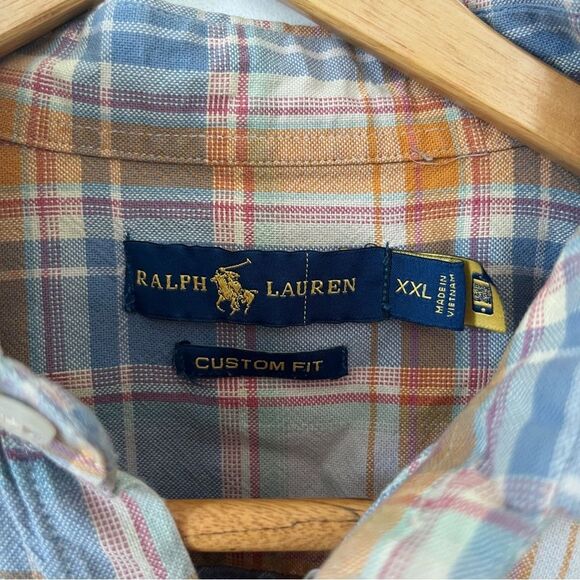 RALPH LAUREN
XXL
MADE IN
VIETNAM
CUSTOM FIT